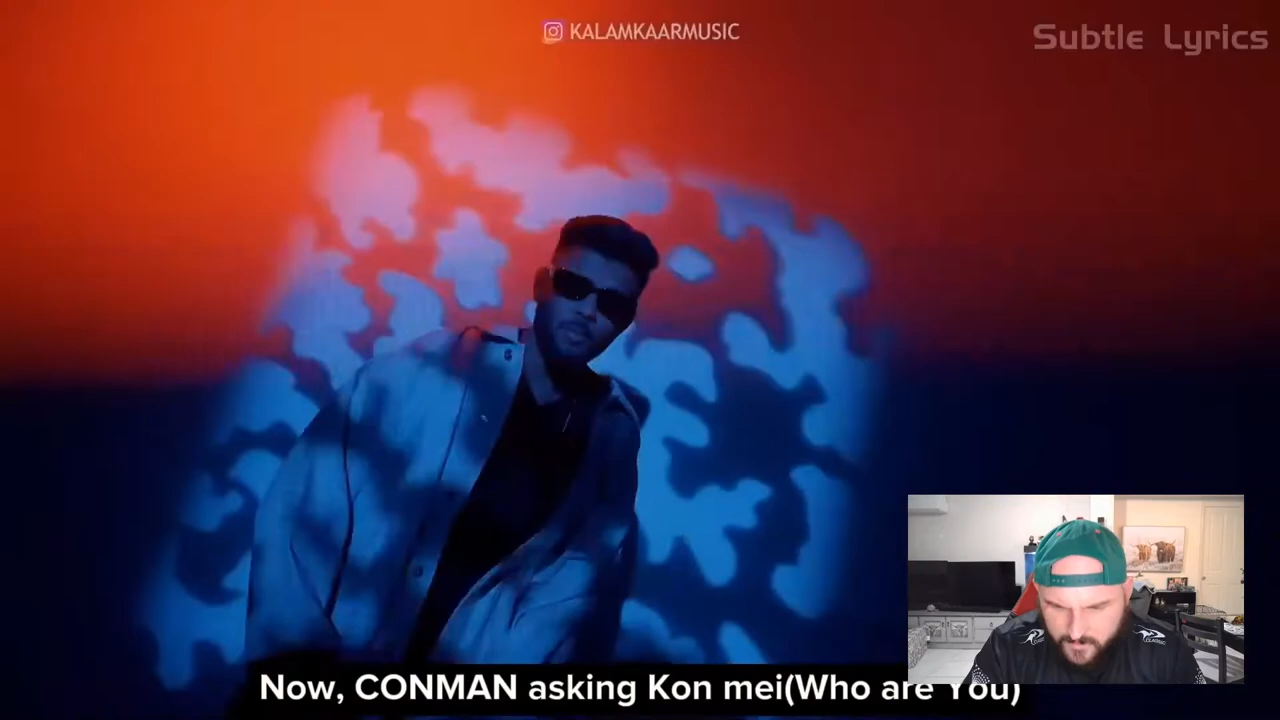 KALAMKAARMUSIC
Subtle Lyrics
Now, CONMAN asking Kon mei(Who are You)